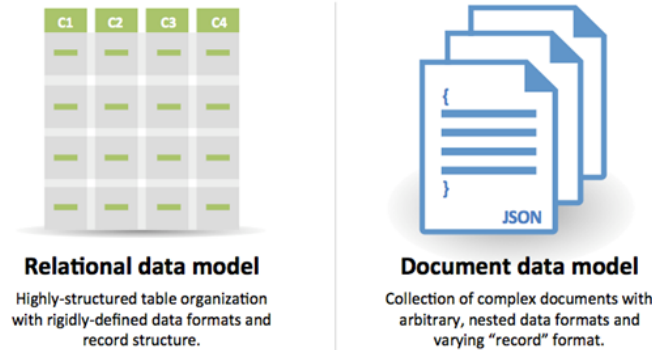 C1 C2 C3 C4
Relational data model
Highly-structured table organization
with rigidly-defined data formats and
record structure.
{
}
JSON
Document data model
Collection of complex documents with
arbitrary, nested data formats and
varying “record” format.